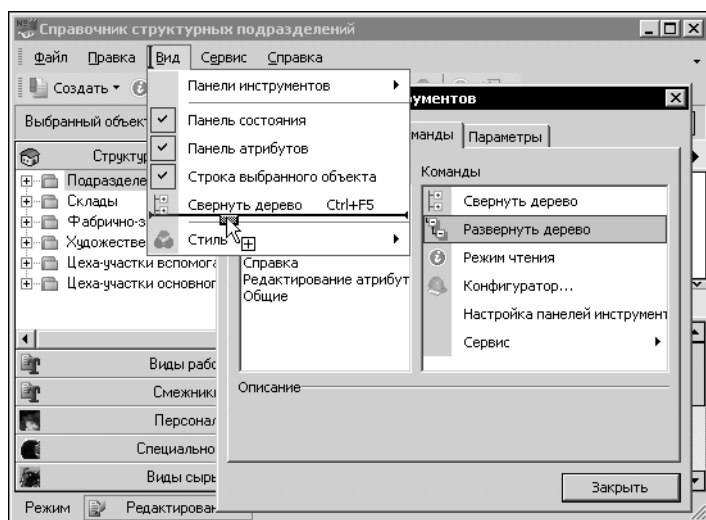 Справочник структурных подразделений
Файл Правка Вид Сервис Справка
Создать
Выбранный объек
Структур
Подразделе
Склады
Фабрично-з
Художестве
Цеха-участки вспомога
Цеха-участки основног
Виды рабо
Смежник
Персонал
Специально
Виды сырь
Режим Редактирован
Панели инструментов
Панель состояния
Панель атрибутов
Строка выбранного объекта
Свернуть дерево Ctrl+F5
Стиль
ументов
манды Параметры
Команды
Справка
Редактирование атрибут
Общие
Свернуть дерево
Развернуть дерево
Режим чтения
Конфигуратор...
Настройка панелей инструмент
Сервис
Описание
Закрыть